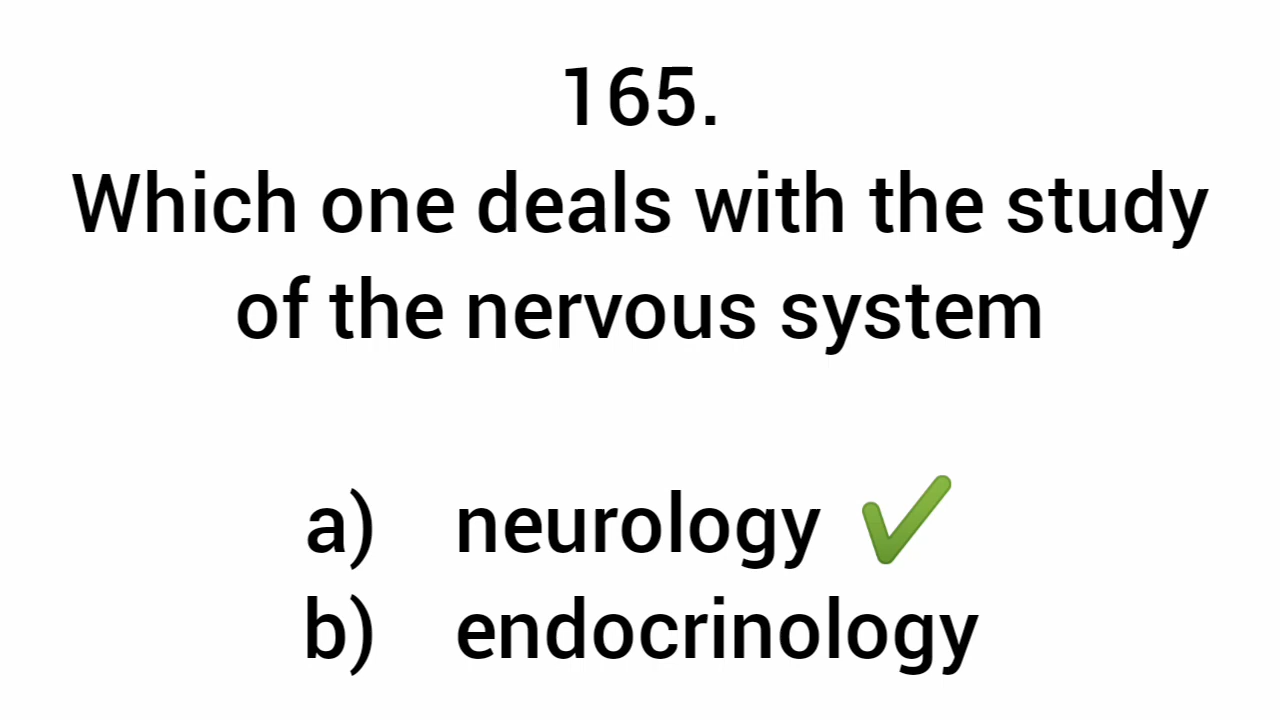 165.
Which one deals with the study
of the nervous system
a) neurology ✔
b) endocrinology